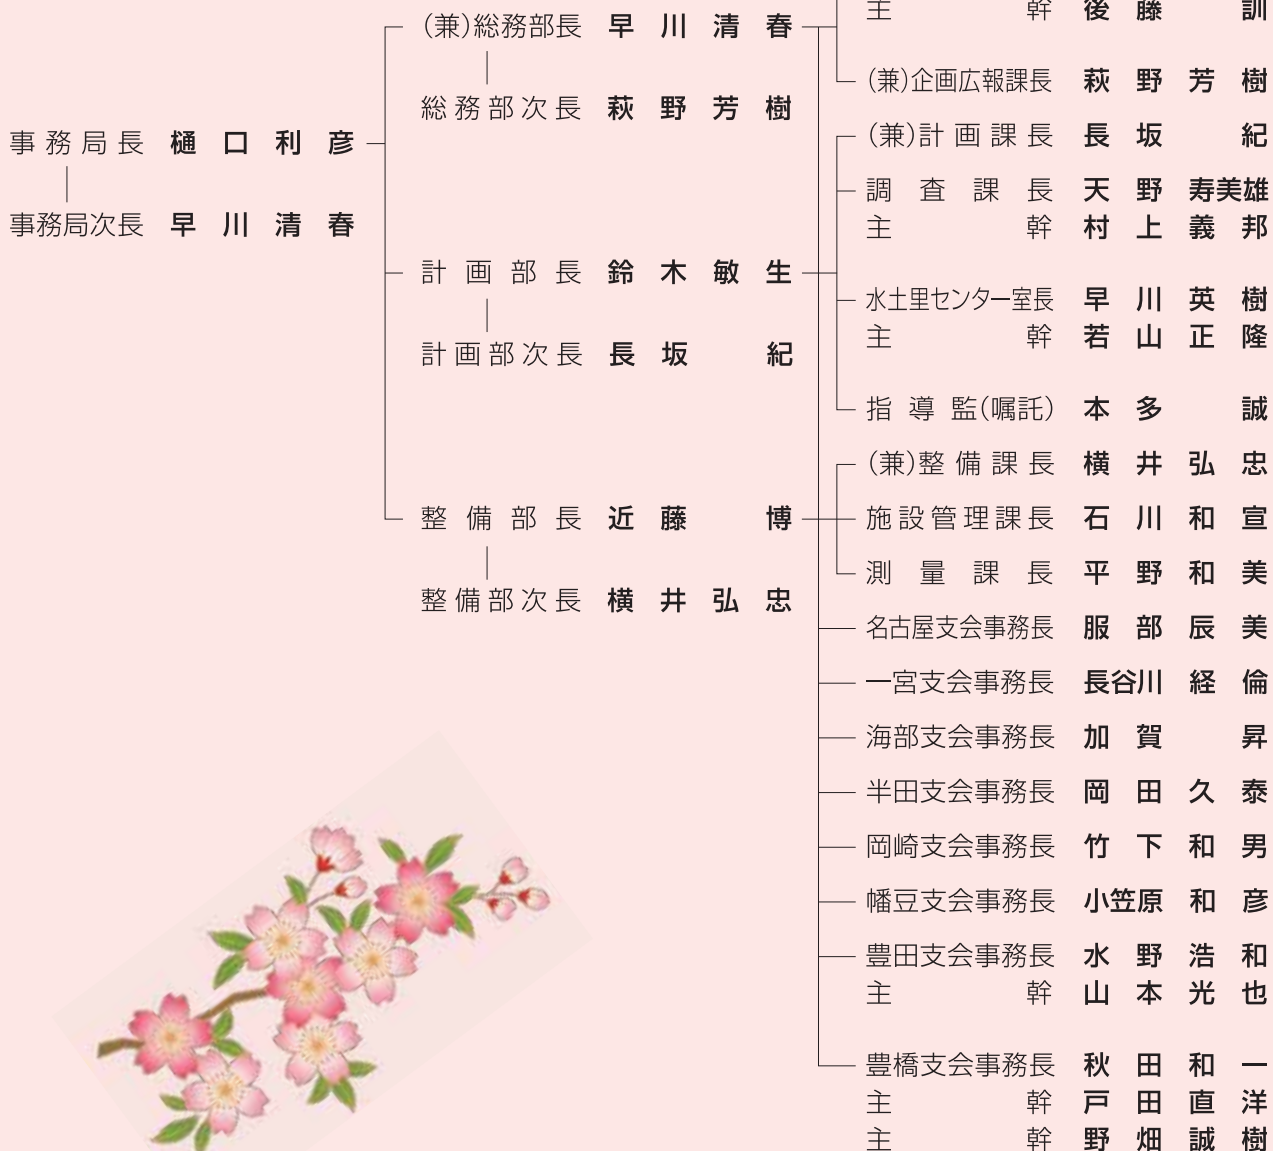 事務局長 樋口利彦
事務局次長 早川清春
(兼)総務部長 早川清春
総務部次長 萩野芳樹
計画部長 鈴木敏生
計画部次長 長坂 紀
整備部長 近藤 博
整備部次長 横井弘忠
主幹 後藤 訓
(兼)企画広報課長 萩野芳樹
(兼)計画課長 長坂 紀
調査課長 天野寿美雄
主幹 村上義邦
水土里センター室長 早川英樹
主幹 若山正隆
指導監(嘱託) 本多 誠
(兼)整備課長 横井弘忠
施設管理課長 石川和宣
測量課長 平野和美
名古屋支会事務長 服部辰美
一宮支会事務長 長谷川経倫
海部支会事務長 加賀 昇
半田支会事務長 岡田久泰
岡崎支会事務長 竹下和男
幡豆支会事務長 小笠原和彦
豊田支会事務長 水野浩和
主幹 山本光也
豊橋支会事務長 秋田和一
主幹 戸田直洋
主幹 野畑誠樹